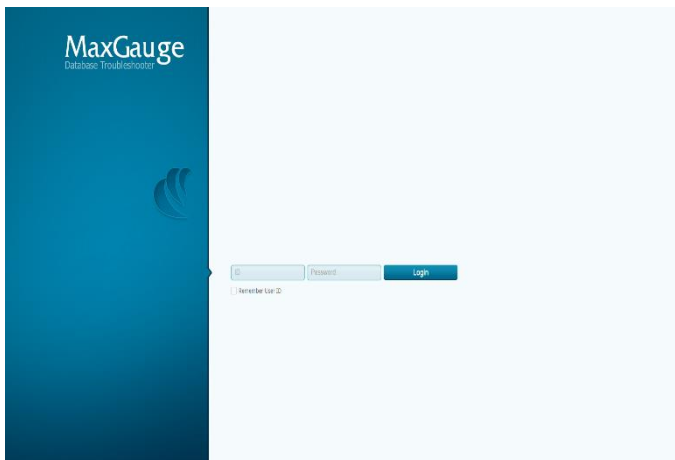 MaxGauge
Database Troubleshooter
ID
Password
Login
Remember User ID